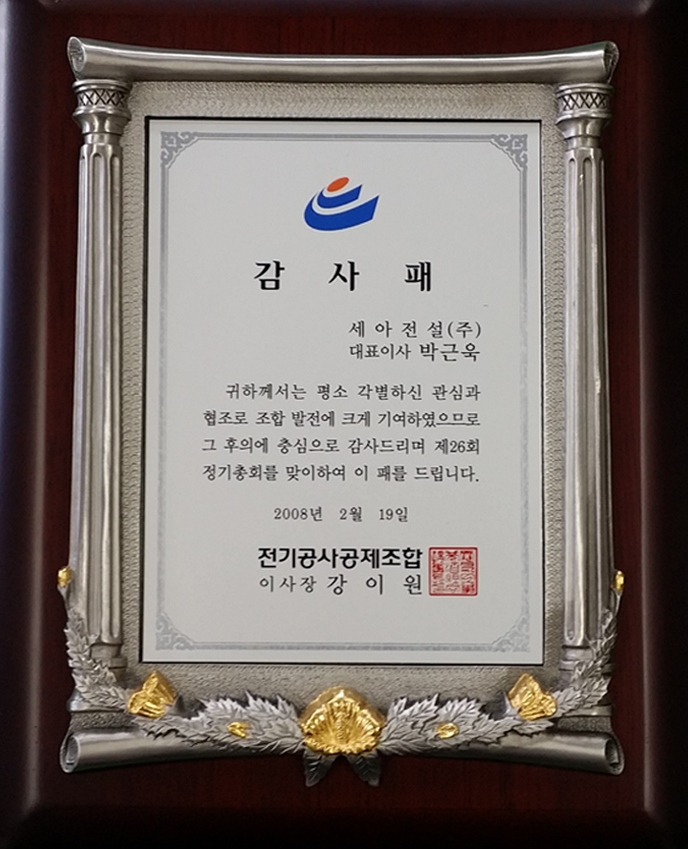 감 사 패
세 아 전 설(주)
대표이사 박근욱
귀하께서는 평소 각별하신 관심과
협조로 조합 발전에 크게 기여하였으므로
그 후의에 충심으로 감사드리며 제26회
정기총회를 맞이하여 이 패를 드립니다.
2008년 2월 19일
전기공사공제조합
이사장 강 이 원